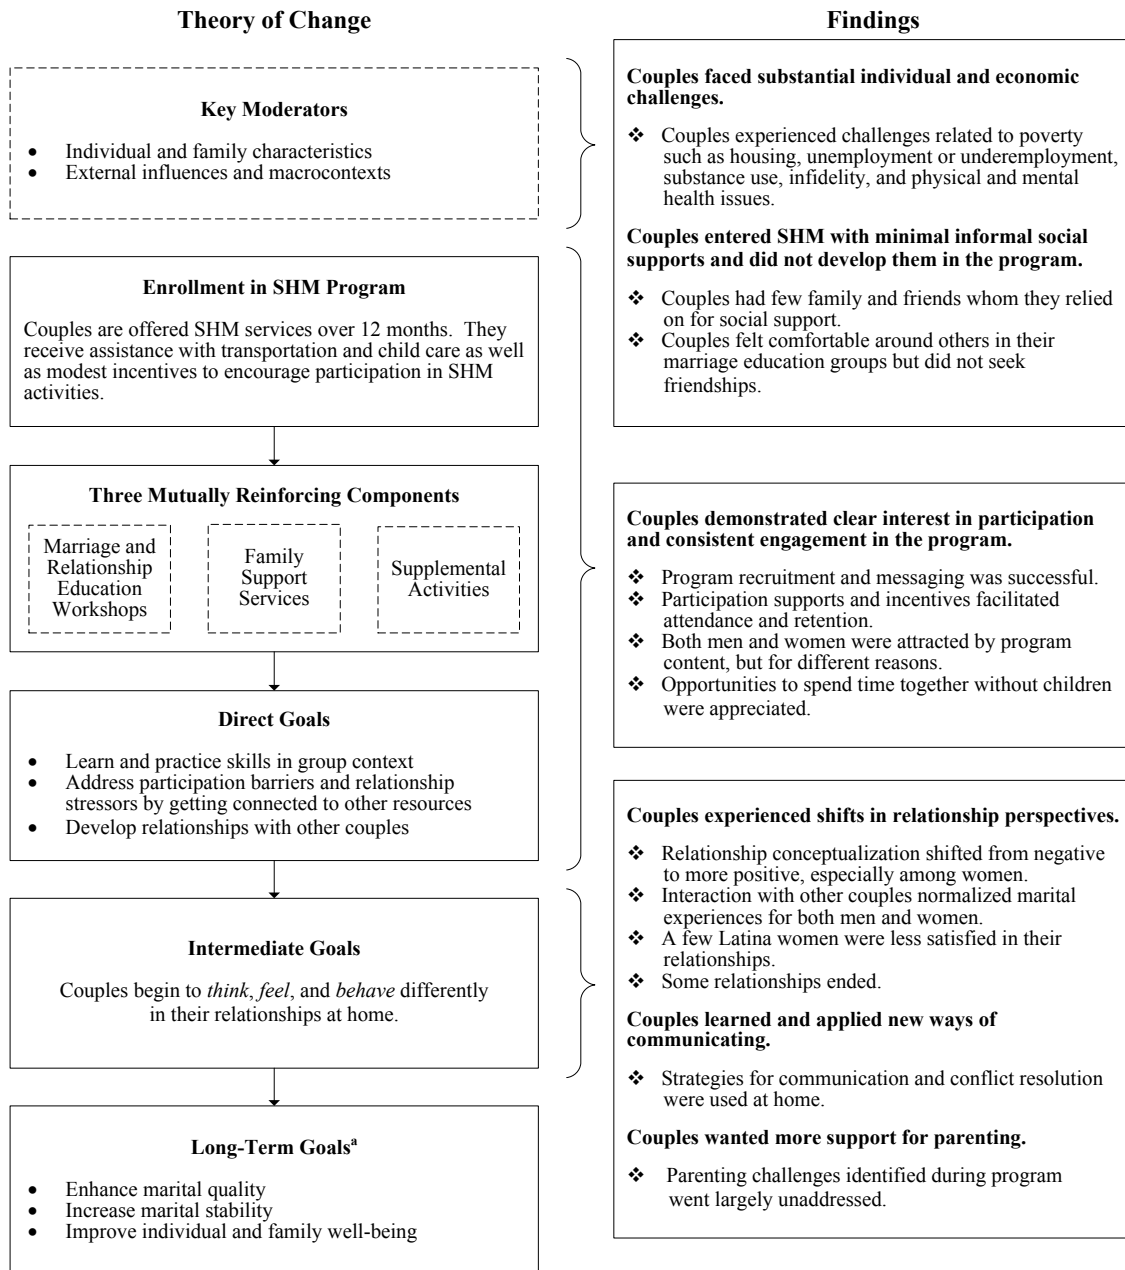 Theory of Change
Key Moderators
• Individual and family characteristics
• External influences and macrocontexts
Enrollment in SHM Program
Couples are offered SHM services over 12 months. They
receive assistance with transportation and child care as well
as modest incentives to encourage participation in SHM
activities.
Three Mutually Reinforcing Components
Marriage and
Relationship
Education
Workshops
Family
Support
Services
Supplemental
Activities
Direct Goals
• Learn and practice skills in group context
• Address participation barriers and relationship
stressors by getting connected to other resources
• Develop relationships with other couples
Intermediate Goals
Couples begin to think, feel, and behave differently
in their relationships at home.
Long-Term Goalsa
• Enhance marital quality
• Increase marital stability
• Improve individual and family well-being
Findings
Couples faced substantial individual and economic
challenges.
❖ Couples experienced challenges related to poverty
such as housing, unemployment or underemployment,
substance use, infidelity, and physical and mental
health issues.
Couples entered SHM with minimal informal social
supports and did not develop them in the program.
❖ Couples had few family and friends whom they relied
on for social support.
❖ Couples felt comfortable around others in their
marriage education groups but did not seek
friendships.
Couples demonstrated clear interest in participation
and consistent engagement in the program.
❖ Program recruitment and messaging was successful.
❖ Participation supports and incentives facilitated
attendance and retention.
❖ Both men and women were attracted by program
content, but for different reasons.
❖ Opportunities to spend time together without children
were appreciated.
Couples experienced shifts in relationship perspectives.
❖ Relationship conceptualization shifted from negative
to more positive, especially among women.
❖ Interaction with other couples normalized marital
experiences for both men and women.
❖ A few Latina women were less satisfied in their
relationships.
❖ Some relationships ended.
Couples learned and applied new ways of
communicating.
❖ Strategies for communication and conflict resolution
were used at home.
Couples wanted more support for parenting.
❖ Parenting challenges identified during program
went largely unaddressed.